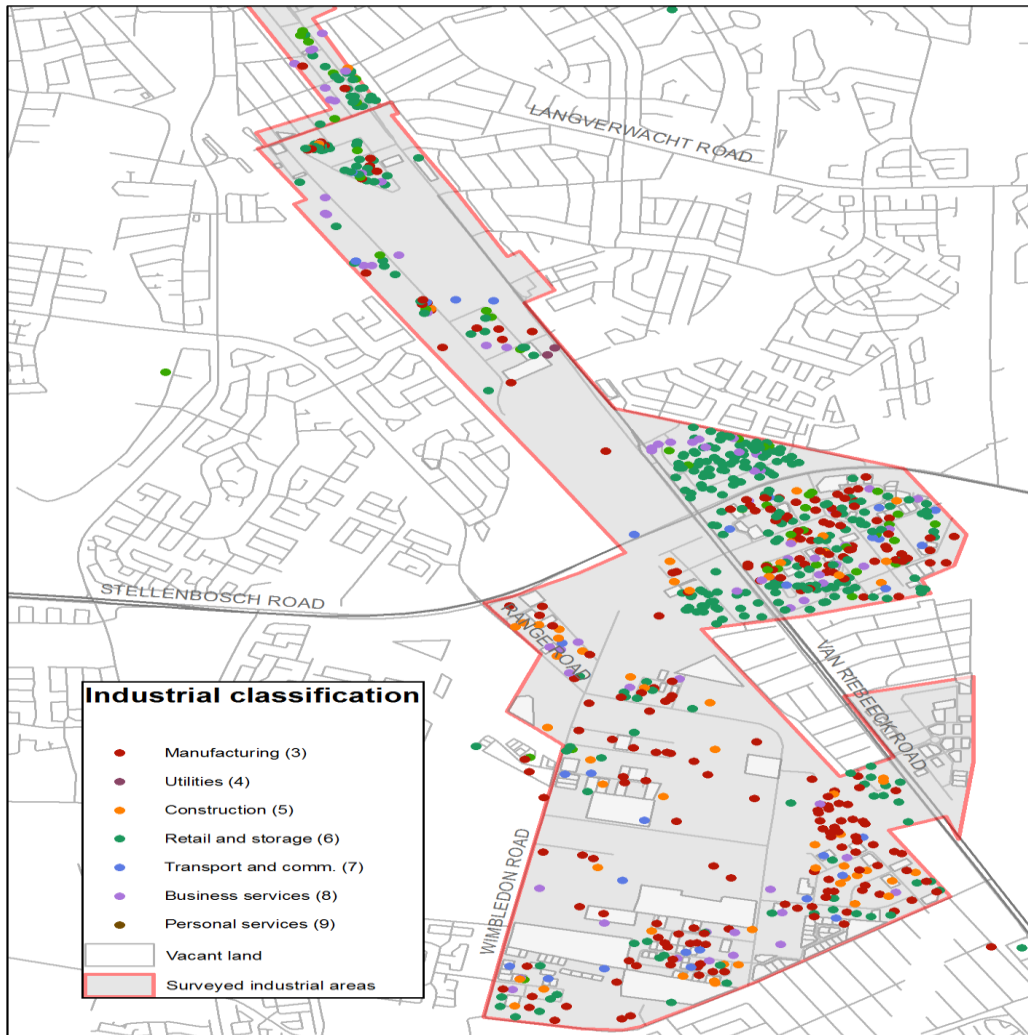 LANGVERWACHT ROAD
STELLENBOSCH ROAD
RANGE ROAD
VAN RIEBEECK ROAD
WIMBLEDON ROAD
Industrial classification
Manufacturing (3)
Utilities (4)
Construction (5)
Retail and storage (6)
Transport and comm. (7)
Business services (8)
Personal services (9)
Vacant land
Surveyed industrial areas